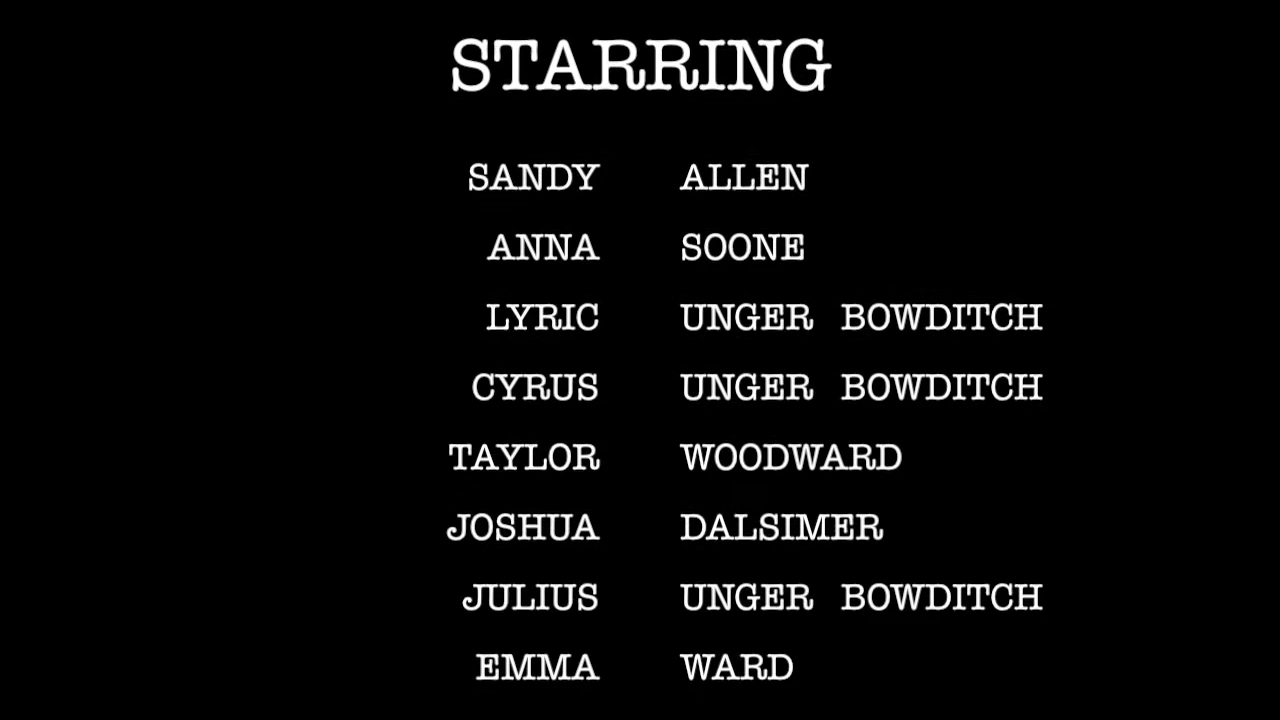 STARRING
SANDY ALLEN
ANNA SOONE
LYRIC UNGER BOWDITCH
CYRUS UNGER BOWDITCH
TAYLOR WOODWARD
JOSHUA DALSIMER
JULIUS UNGER BOWDITCH
EMMA WARD